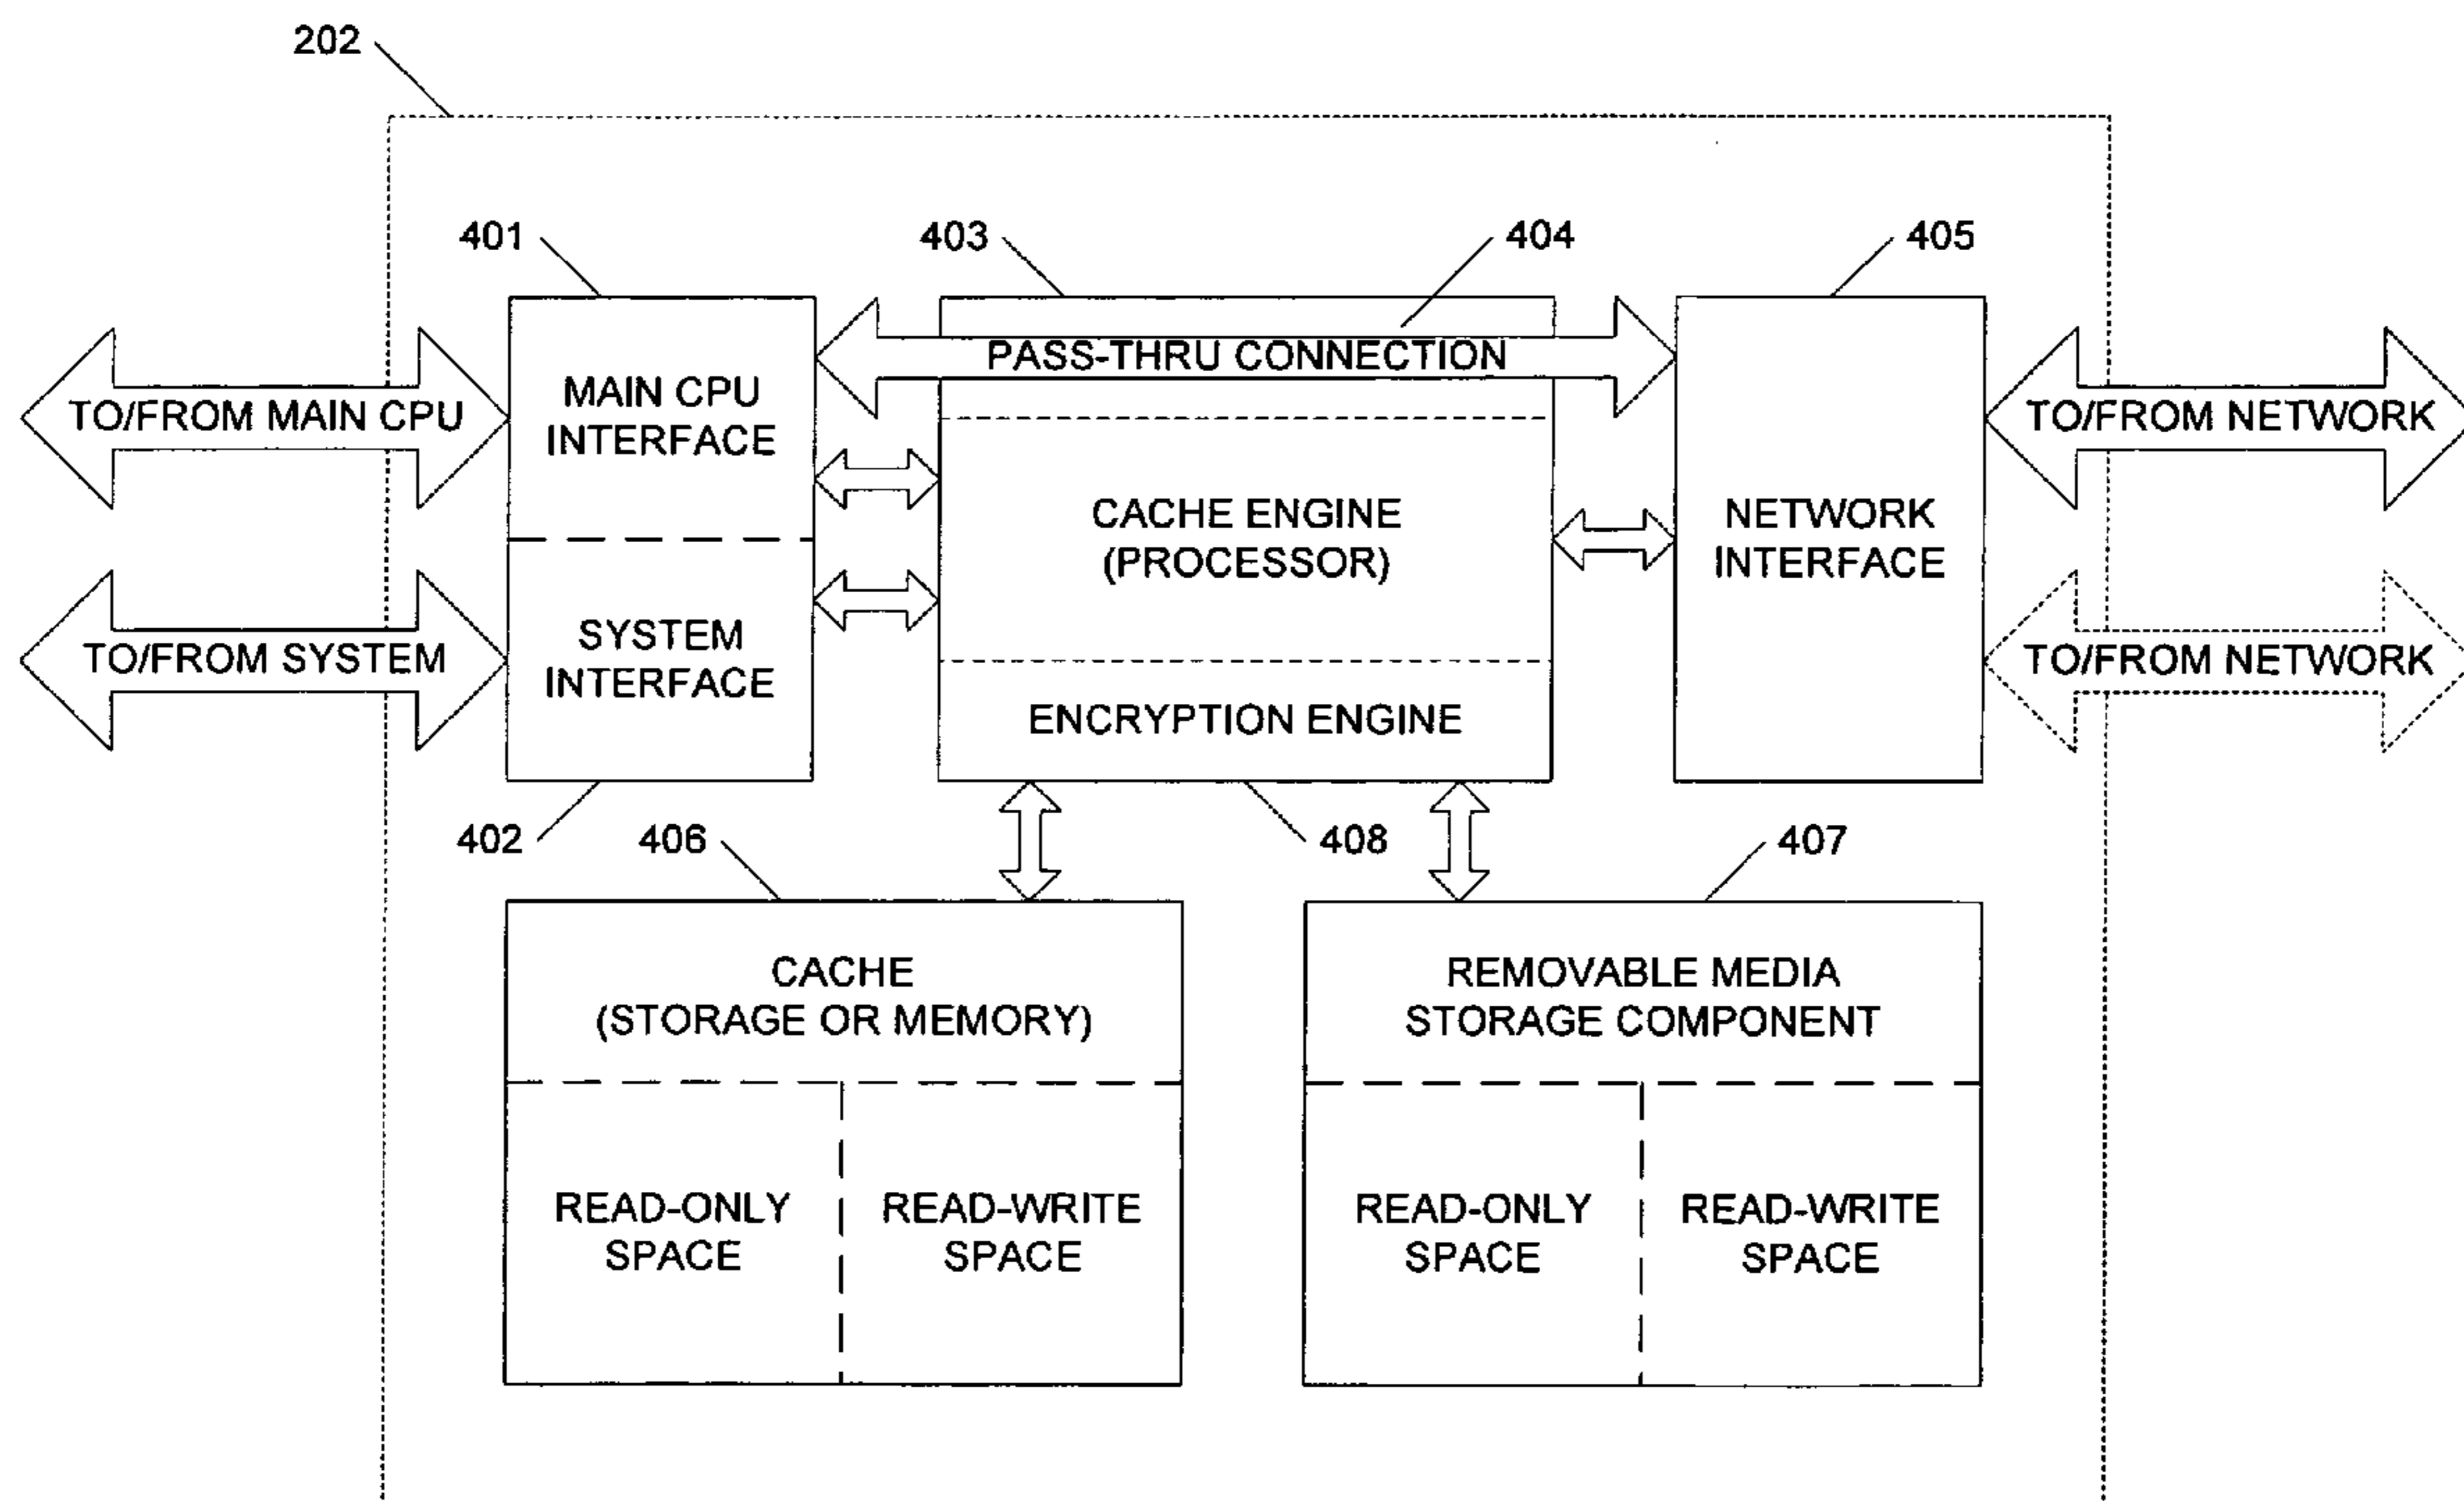 202
401
403
404
405
PASS-THRU CONNECTION
MAIN CPU
INTERFACE
TO/FROM MAIN CPU
TO/FROM NETWORK
CACHE ENGINE
(PROCESSOR)
NETWORK
INTERFACE
SYSTEM
INTERFACE
TO/FROM SYSTEM
TO/FROM NETWORK
ENCRYPTION ENGINE
402
406
408
407
CACHE
(STORAGE OR MEMORY)
REMOVABLE MEDIA
STORAGE COMPONENT
READ-ONLY
SPACE
READ-WRITE
SPACE
READ-ONLY
SPACE
READ-WRITE
SPACE